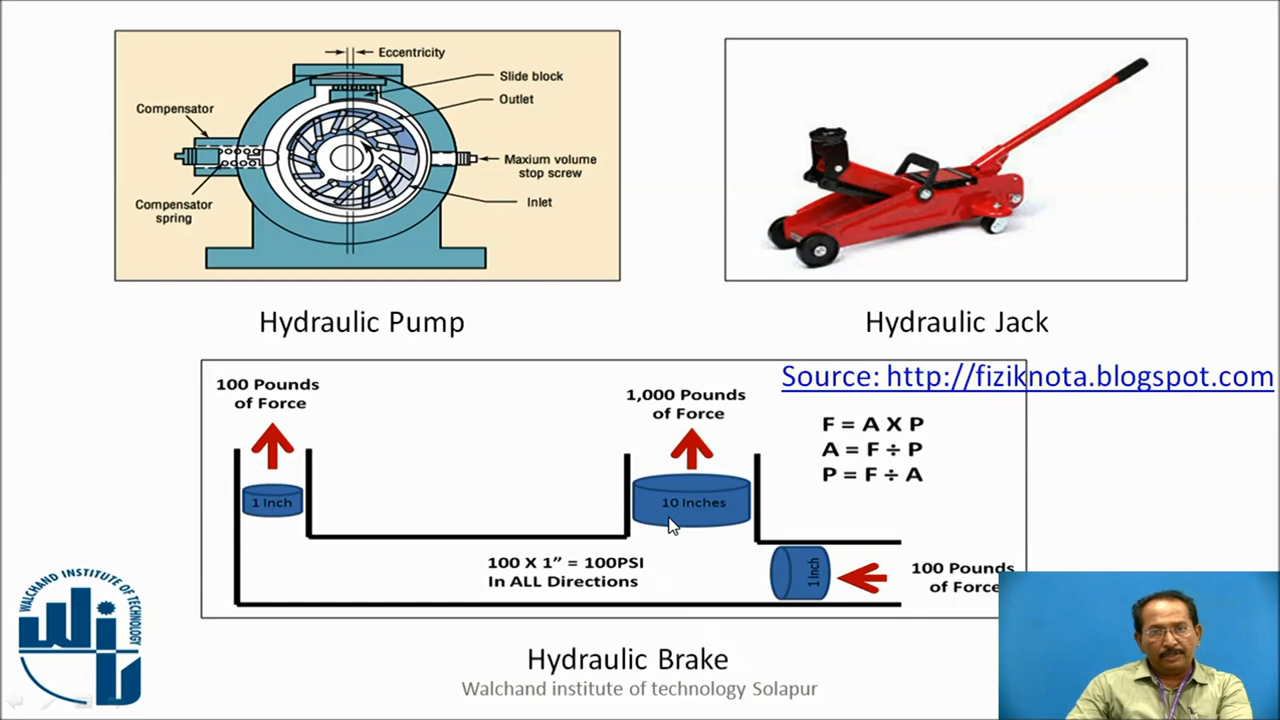 Eccentricity
Slide block
Outlet
Compensator
Maxium volume
stop screw
Compensator
spring
Inlet
Hydraulic Pump
Hydraulic Jack
Source: http://fiziknota.blogspot.com
100 Pounds
of Force
1,000 Pounds
of Force
F = A X P
A = F ÷ P
P = F ÷ A
1 Inch
10 Inches
100 X 1” = 100PSI
In ALL Directions
1 Inch
100 Pounds
of Force
WALCHAND INSTITUTE OF TECHNOLOGY
WIT
Hydraulic Brake
Walchand institute of technology Solapur